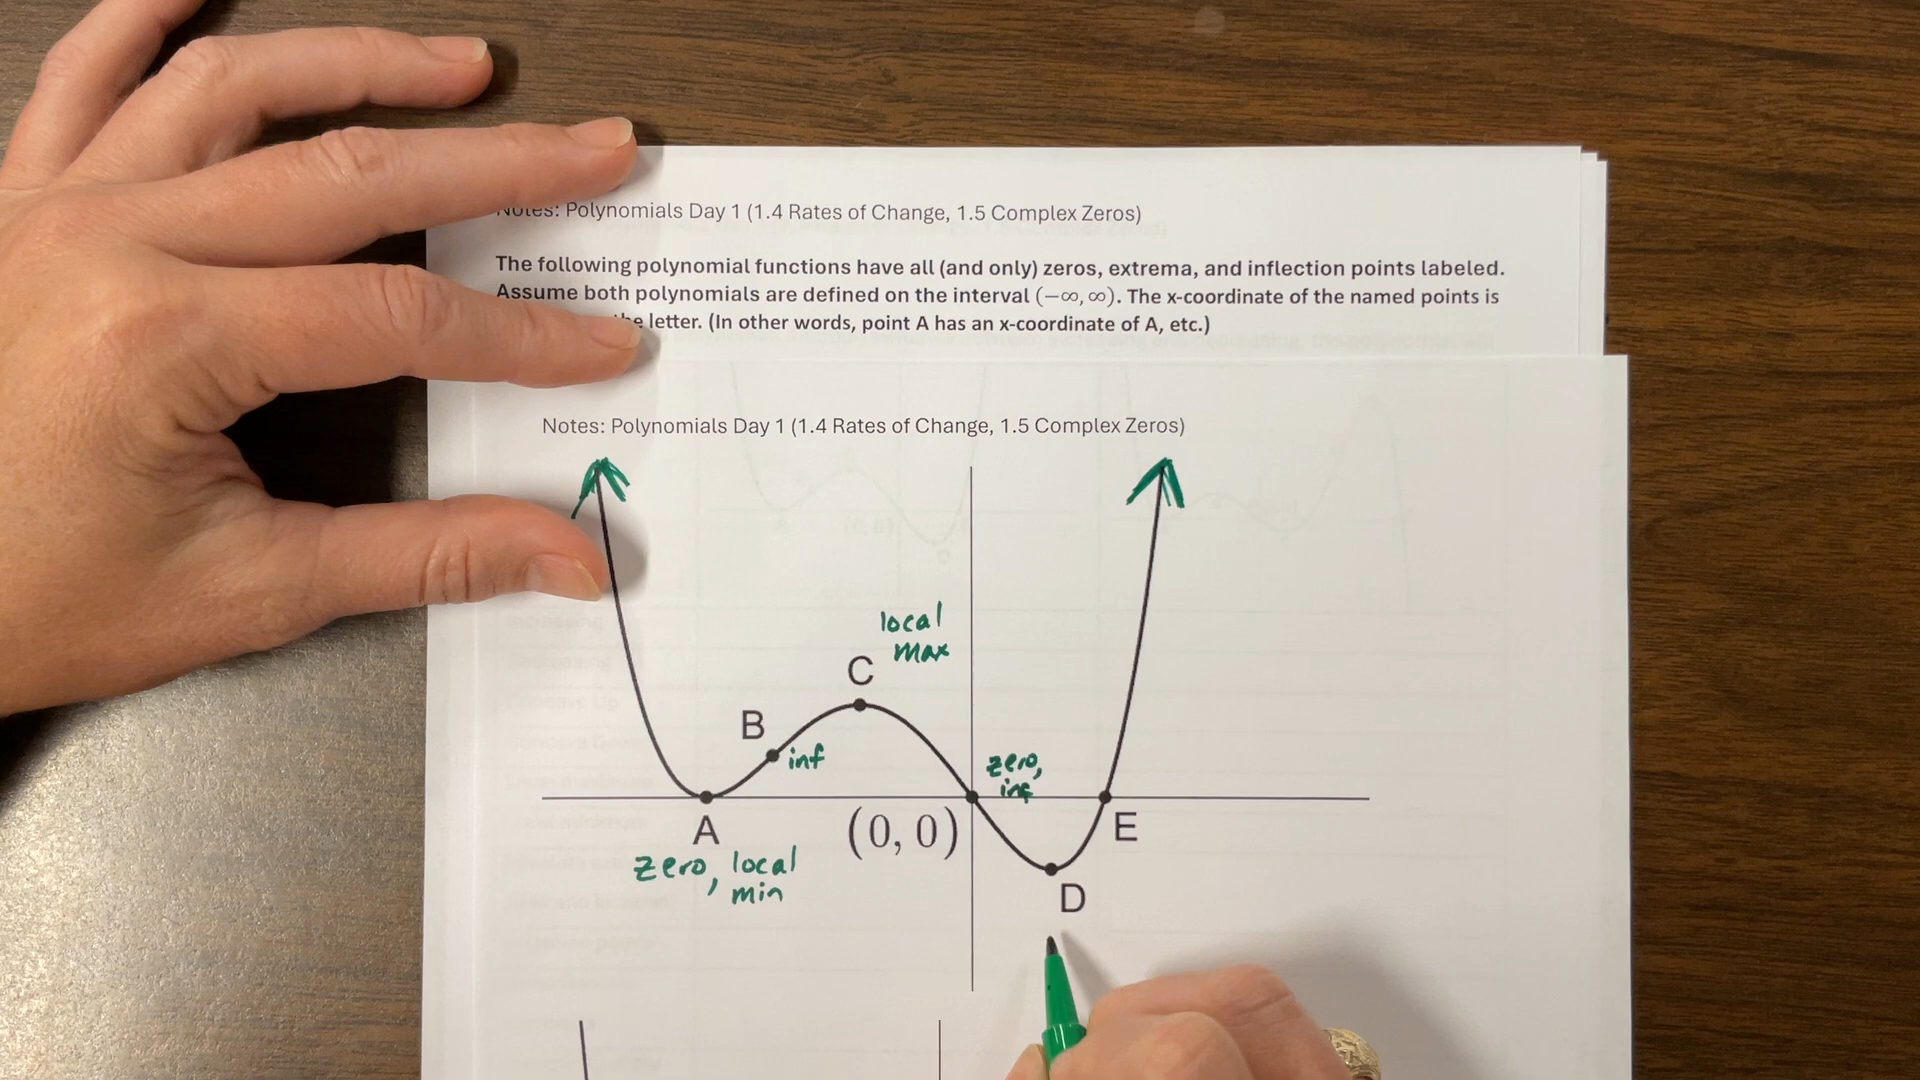 Notes: Polynomials Day 1 (1.4 Rates of Change, 1.5 Complex Zeros)
The following polynomial functions have all (and only) zeros, extrema, and inflection points labeled.
Assume both polynomials are defined on the interval (−∞, ∞). The x-coordinate of the named points is
letter. (In other words, point A has an x-coordinate of A, etc.)
Notes: Polynomials Day 1 (1.4 Rates of Change, 1.5 Complex Zeros)
local
max
C
B
inf
zero,
inf
A
(0, 0)
E
zero, local
min
D